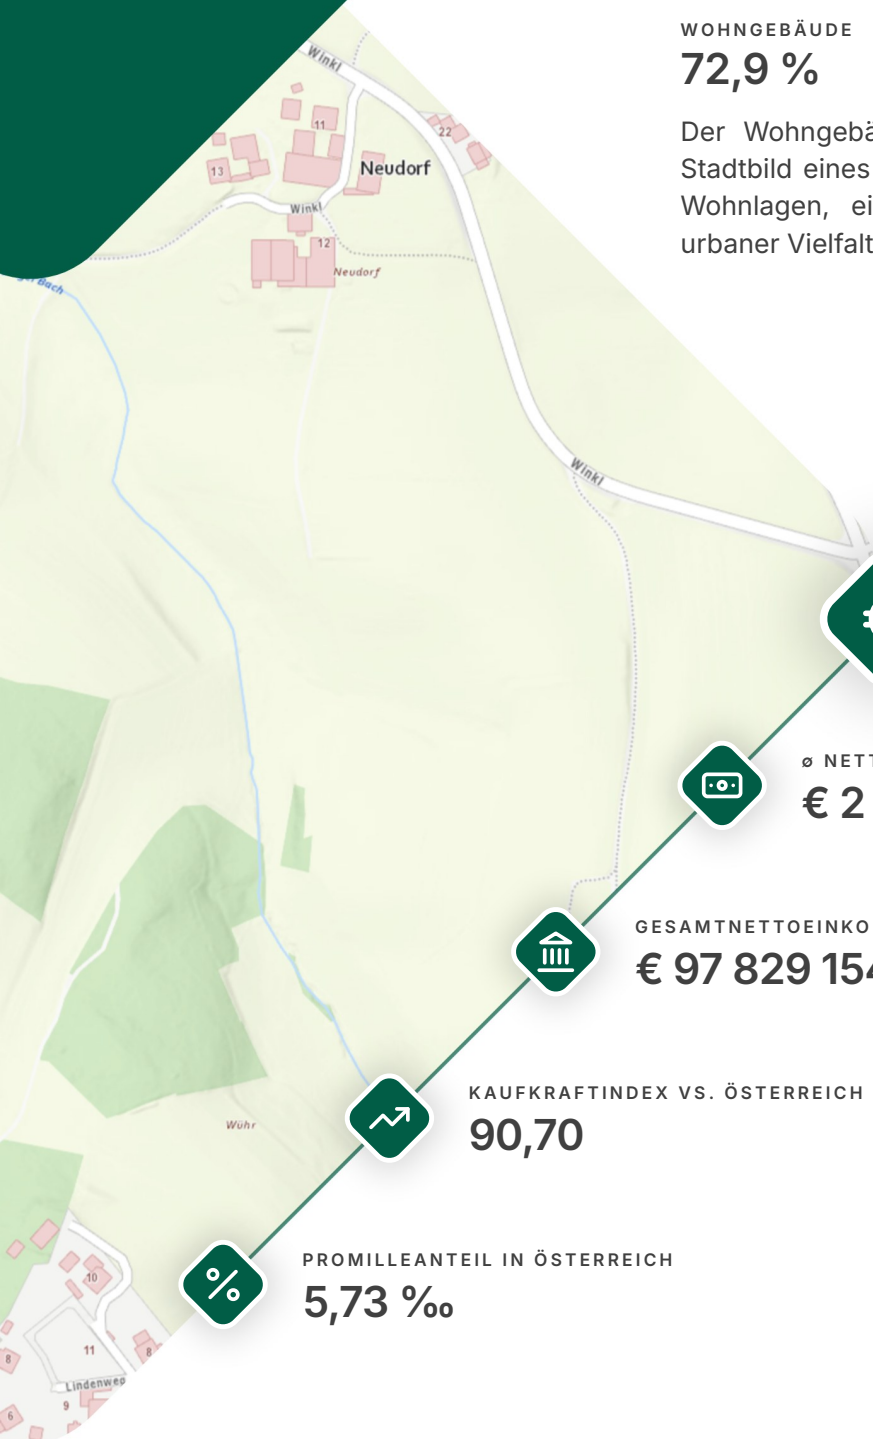 WOHNGEBÄUDE
72,9 %
Der Wohngebä
Stadtbild eines
Wohnlagen, ei
urbaner Vielfalt
Winkl
11
22
13
Neudorf
Winkl
12
Neudorf
Bach
Winkl
ø NETT
€ 2
GESAMTNETTOEINKO
€ 97 829 154
KAUFKRAFTINDEX VS. ÖSTERREICH
90,70
Wühr
PROMILLEANTEIL IN ÖSTERREICH
5,73 ‰
10
11
8
8
Lindenweg
9
6